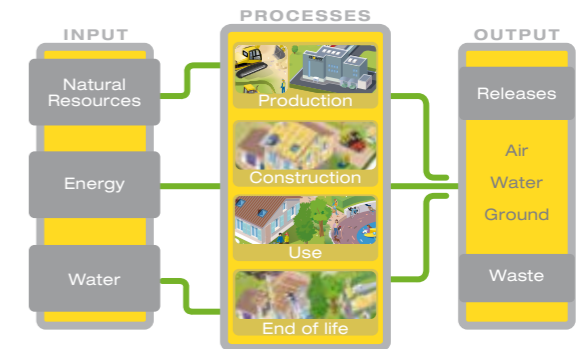 INPUT
Natural
Resources
Energy
Water
PROCESSES
Production
Construction
Use
End of life
OUTPUT
Releases
Air
Water
Ground
Waste